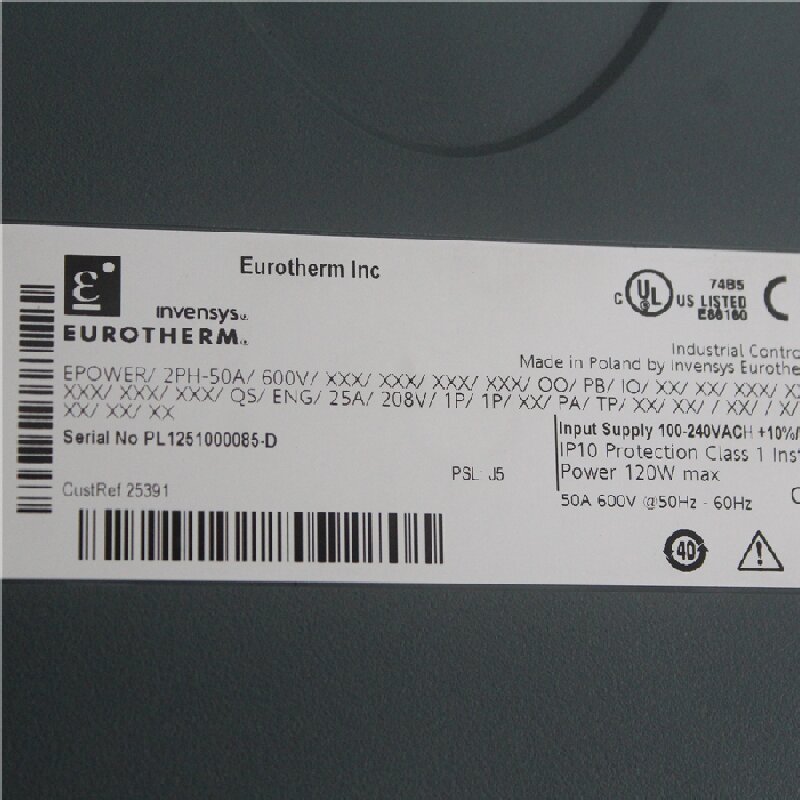 Eurotherm Inc
ε
invensys
EUROTHERM
C UL US LISTED
74B5
E86160
Industrial Contro
Made in Poland by Invensys Eurothe
EPOWER/ 2PH-50A/ 600V/ XXX/ XXX/ XXX/ XXX/ OO/ PB/ IO/ XX/ XX/ XXX/ X
XXX/ XXX/ XXX/ QS/ ENG/ 25A/ 208V/ 1P/ 1P/ XX/ PA/ TP/ XX/ XX/ / / / X/
XX/ XX/ XX
Serial No PL1251000085-D
Input Supply 100-240VACH +10%/
IP10 Protection Class 1 Inst
Power 120W max
PSL: J5
CustRef 25391
50A 600V @50Hz - 60Hz
40